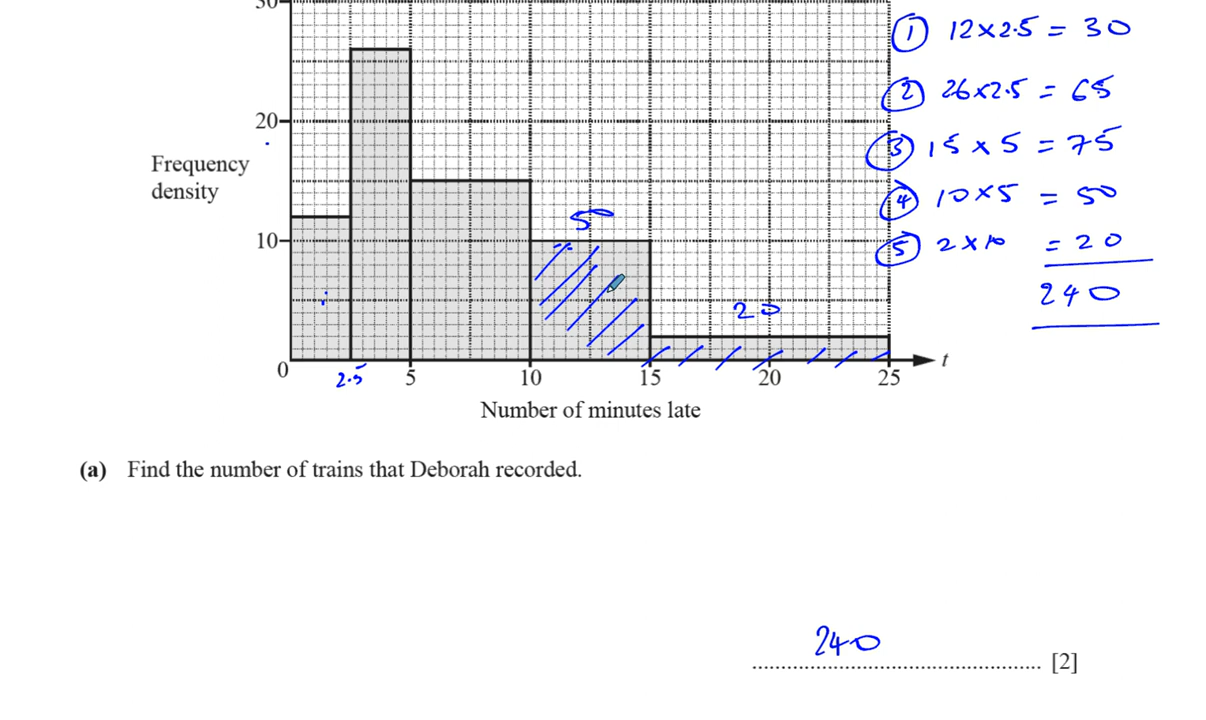 30
① 12×2.5 = 30
② 26×2.5 = 65
20
③ 15×5 = 75
Frequency
density
④ 10×5 = 50
50
10
⑤ 2×10 = 20
240
20
0 2.5 5 10 15 20 25 t
Number of minutes late
(a) Find the number of trains that Deborah recorded.
240
[2]